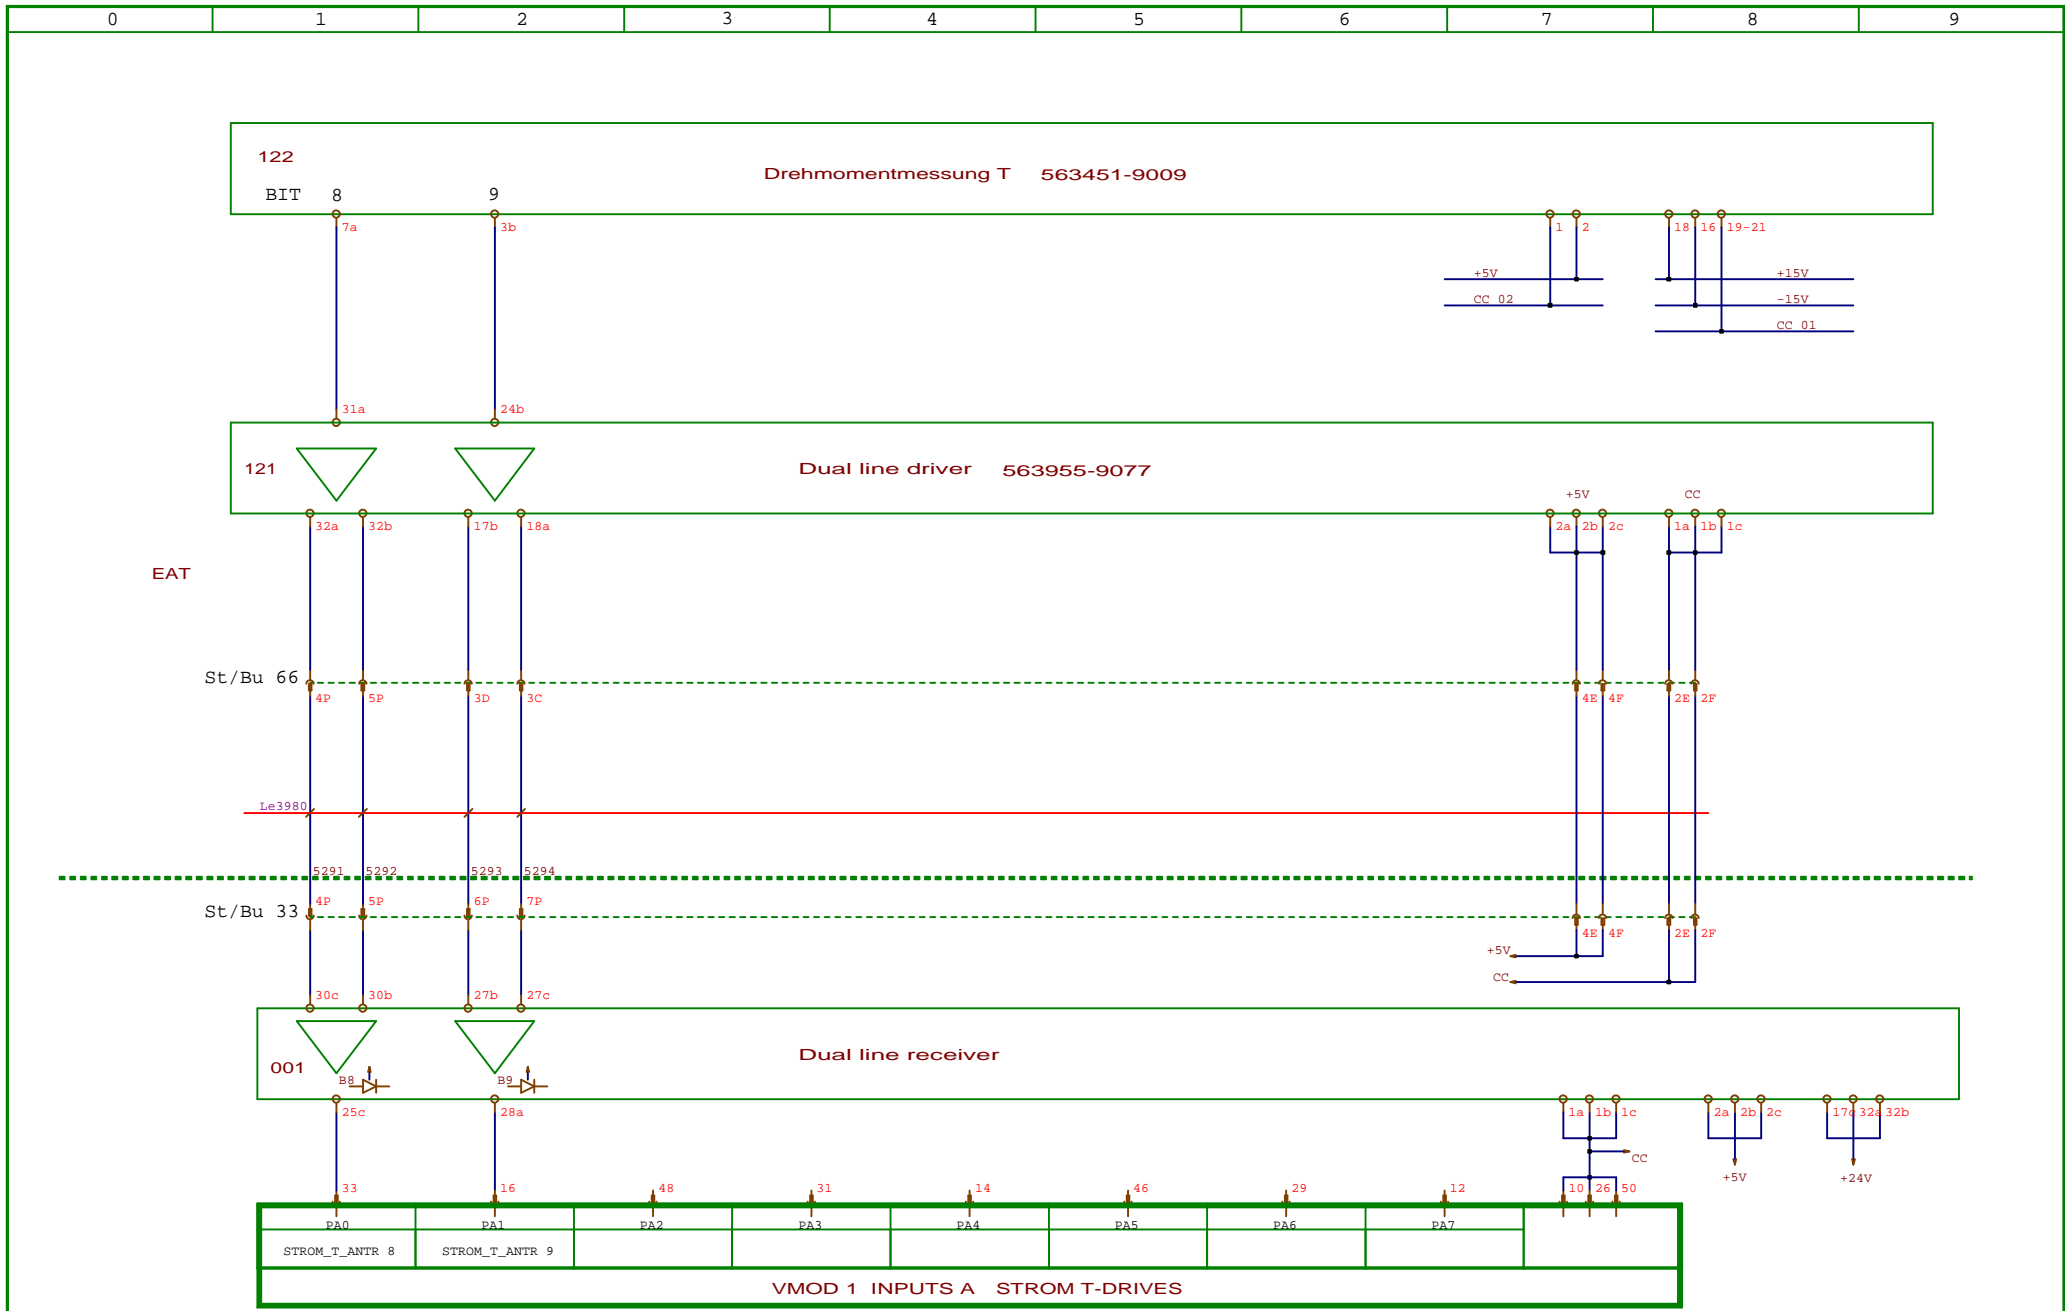 0 1 2 3 4 5 6 7 8 9
122
Drehmomentmessung T 563451-9009
BIT 8 9
7a 3b 1 2 18 16 19-21
+5V +15V
CC 02 -15V
CC 01
31a 24b
121 Dual line driver 563955-9077
+5V CC
32a 32b 17b 18a 2a 2b 2c 1a 1b 1c
EAT
St/Bu 66
4P 5P 3D 3C 4E 4F 2E 2F
Le3980
5291 5292 5293 5294
4P 5P 6P 7P
St/Bu 33
4E 4F 2E 2F
+5V
CC
30c 30b 27b 27c
Dual line receiver
001
B8 B9
25c 28a 1a 1b 1c 2a 2b 2c 17c 32a 32b
CC
+5V +24V
33 16 48 31 14 46 29 12 10 26 50
PA0 PA1 PA2 PA3 PA4 PA5 PA6 PA7
STROM_T_ANTR 8 STROM_T_ANTR 9
VMOD 1 INPUTS A STROM T-DRIVES